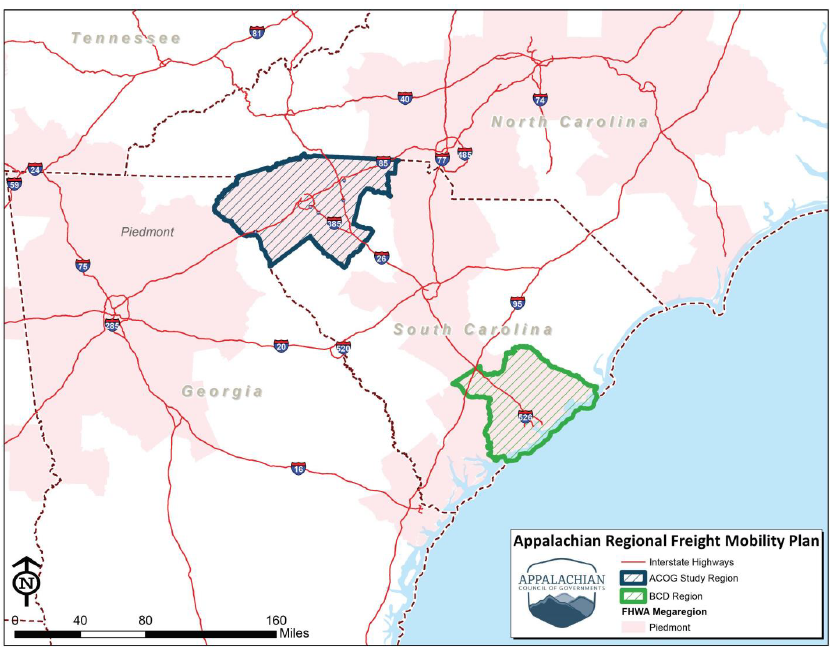 Tennessee
81
40
74
North Carolina
85
77
485
24
59
Piedmont
385
26
75
95
285
South Carolina
20
520
Georgia
526
16
N
0 40 80 160
Miles
Appalachian Regional Freight Mobility Plan
APPALACHIAN
COUNCIL OF GOVERNMENTS
Interstate Highways
ACOG Study Region
BCD Region
FHWA Megaregion
Piedmont